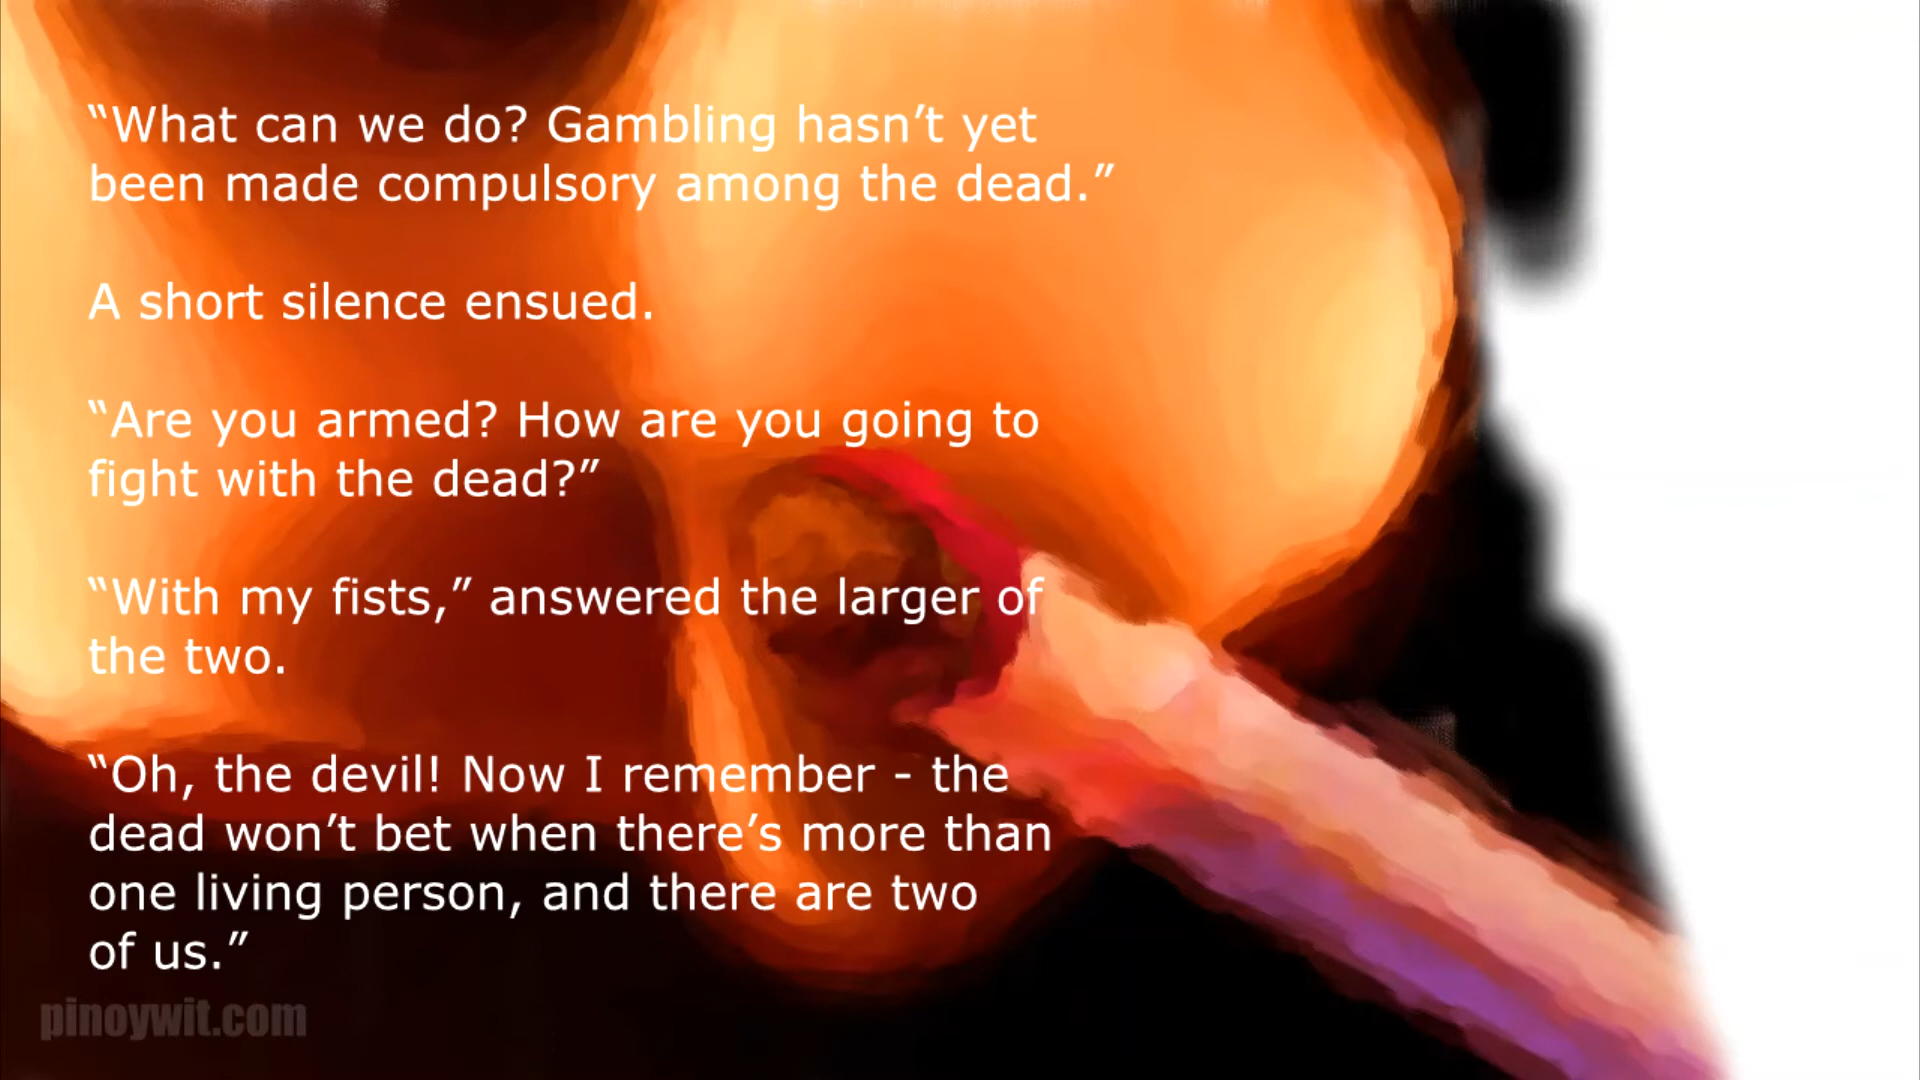 “What can we do? Gambling hasn’t yet
been made compulsory among the dead.”
A short silence ensued.
“Are you armed? How are you going to
fight with the dead?”
“With my fists,” answered the larger of
the two.
“Oh, the devil! Now I remember - the
dead won’t bet when there’s more than
one living person, and there are two
of us.”
pinoywit.com